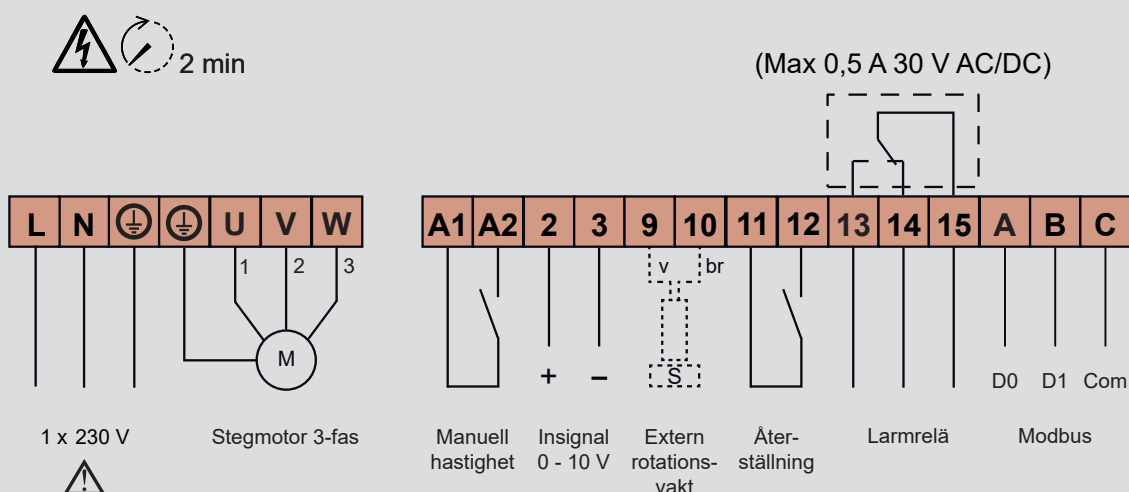 2 min
(Max 0,5 A 30 V AC/DC)
L N U V W
A1 A2 2 3 9 10 11 12 13 14 15 A B C
1 2 3
v br
M
+ –
S
D0 D1 Com
1 x 230 V
Stegmotor 3-fas
Manuell
hastighet
Insignal
0 - 10 V
Extern
rotations-
vakt
Åter-
ställning
Larmrelä
Modbus